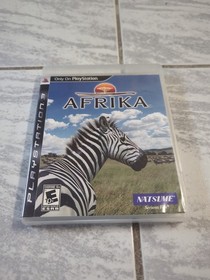 Only On PlayStation
AFRIKA
PLAYSTATION 3
E
NATSUME